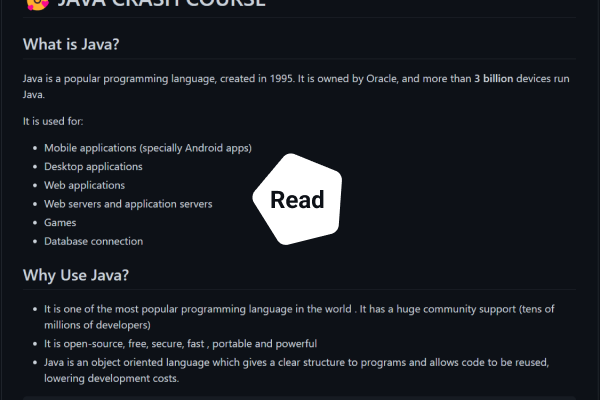 JAVA CRASH COURSE
What is Java?
Java is a popular programming language, created in 1995. It is owned by Oracle, and more than 3 billion devices run
Java.
It is used for:
Mobile applications (specially Android apps)
Desktop applications
Web applications
Web servers and application servers
Games
Database connection
Read
Why Use Java?
It is one of the most popular programming language in the world . It has a huge community support (tens of
millions of developers)
It is open-source, free, secure, fast , portable and powerful
Java is an object oriented language which gives a clear structure to programs and allows code to be reused,
lowering development costs.